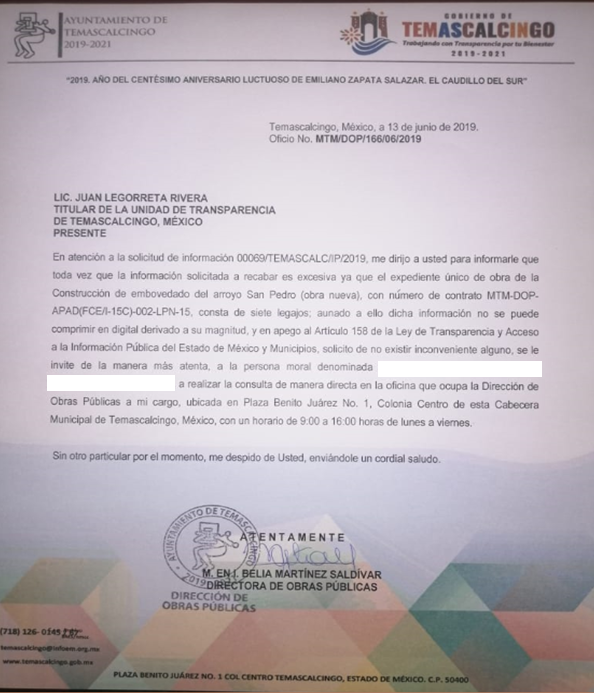 AYUNTAMIENTO DE
TEMASCALCINGO
2019-2021
GOBIERNO DE
TEMASCALCINGO
Trabajando con Transparencia por tu Bienestar
2019-2021
"2019. AÑO DEL CENTÉSIMO ANIVERSARIO LUCTUOSO DE EMILIANO ZAPATA SALAZAR. EL CAUDILLO DEL SUR"
Temascalcingo, México, a 13 de junio de 2019.
Oficio No. MTM/DOP/166/06/2019
LIC. JUAN LEGORRETA RIVERA
TITULAR DE LA UNIDAD DE TRANSPARENCIA
DE TEMASCALCINGO, MÉXICO
PRESENTE
En atención a la solicitud de información 00069/TEMASCALC/IP/2019, me dirijo a usted para informarle que
toda vez que la información solicitada a recabar es excesiva ya que el expediente único de obra de la
Construcción de embovedado del arroyo San Pedro (obra nueva), con número de contrato MTM-DOP-
APAD(FCE/I-15C)-002-LPN-15, consta de siete legajos; aunado a ello dicha información no se puede
comprimir en digital derivado a su magnitud, y en apego al Artículo 158 de la Ley de Transparencia y Acceso
a la Información Pública del Estado de México y Municipios, solicito de no existir inconveniente alguno, se le
invite de la manera más atenta, a la persona moral denominada
a realizar la consulta de manera directa en la oficina que ocupa la Dirección de
Obras Públicas a mi cargo, ubicada en Plaza Benito Juárez No. 1, Colonia Centro de esta Cabecera
Municipal de Temascalcingo, México, con un horario de 9:00 a 16:00 horas de lunes a viernes.
Sin otro particular por el momento, me despido de Usted, enviándole un cordial saludo.
AYUNTAMIENTO DE TEMASCALCINGO
ATENTAMENTE
M. EN I. BELIA MARTÍNEZ SALDÍVAR
DIRECTORA DE OBRAS PÚBLICAS
DIRECCIÓN DE
OBRAS PÚBLICAS
(718) 126- 0145
temascalcingo@infoem.org.mx
www.temascalcingo.gob.mx
PLAZA BENITO JUÁREZ NO. 1 COL CENTRO TEMASCALCINGO, ESTADO DE MÉXICO. C.P. 50400